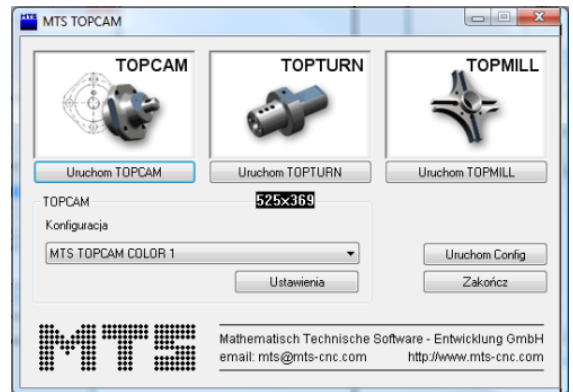 MTS TOPCAM
TOPCAM
TOPTURN
TOPMILL
Uruchom TOPCAM
Uruchom TOPTURN
Uruchom TOPMILL
TOPCAM
525x369
Konfiguracja
MTS TOPCAM COLOR 1
Uruchom Config
Ustawienia
Zakończ
MTS
Mathematisch Technische Software - Entwicklung GmbH
email: mts@mts-cnc.com http://www.mts-cnc.com